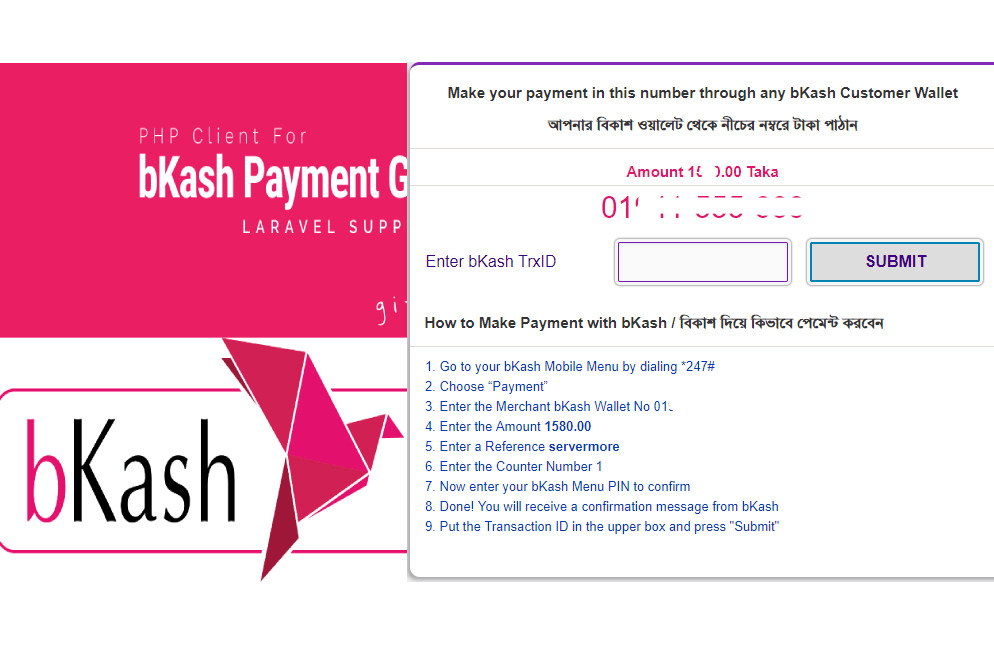 PHP Client For
bKash Payment
LARAVEL SUPP
bKash
Make your payment in this number through any bKash Customer Wallet
আপনার বিকাশ ওয়ালেট থেকে নীচের নম্বরে টাকা পাঠান
Amount 15 0.00 Taka
01
Enter bKash TrxID
SUBMIT
How to Make Payment with bKash / বিকাশ দিয়ে কিভাবে পেমেন্ট করবেন
1. Go to your bKash Mobile Menu by dialing *247#
2. Choose “Payment”
3. Enter the Merchant bKash Wallet No 01
4. Enter the Amount 1580.00
5. Enter a Reference servermore
6. Enter the Counter Number 1
7. Now enter your bKash Menu PIN to confirm
8. Done! You will receive a confirmation message from bKash
9. Put the Transaction ID in the upper box and press "Submit"